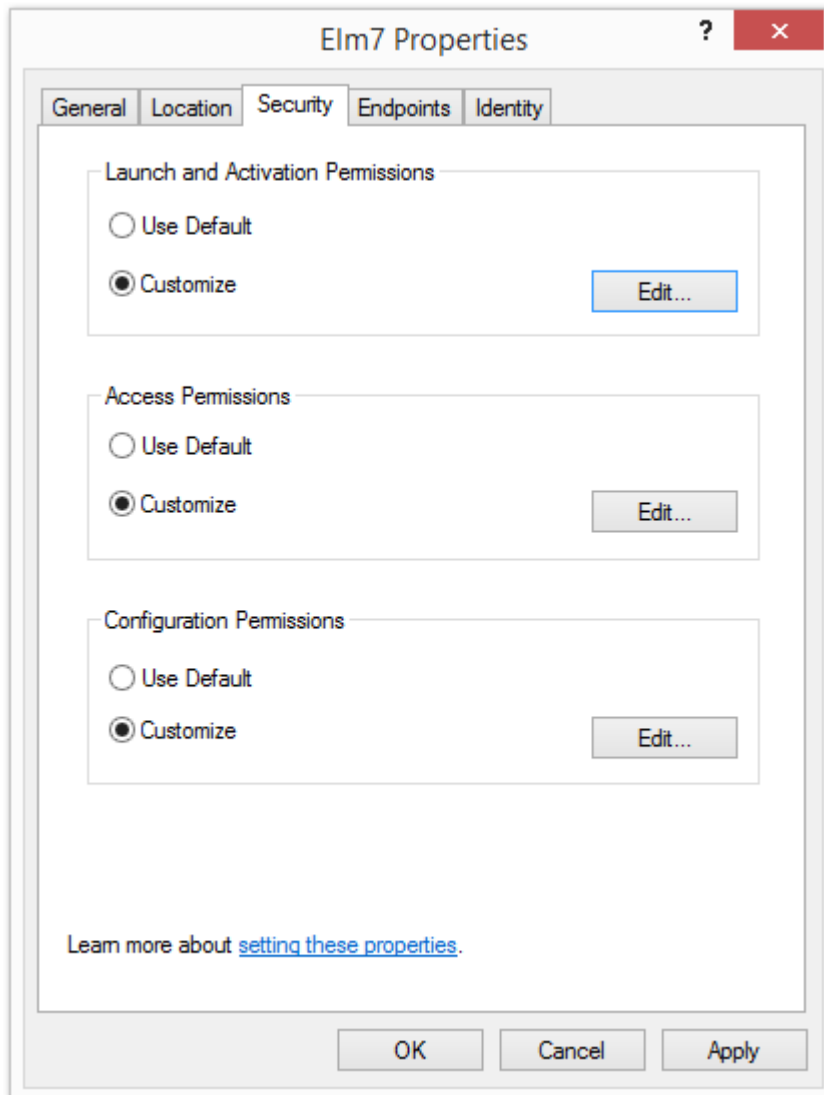 Elm7 Properties
?
General Location Security Endpoints Identity
Launch and Activation Permissions
Use Default
Customize
Edit...
Access Permissions
Use Default
Customize
Edit...
Configuration Permissions
Use Default
Customize
Edit...
Learn more about setting these properties.
OK Cancel Apply